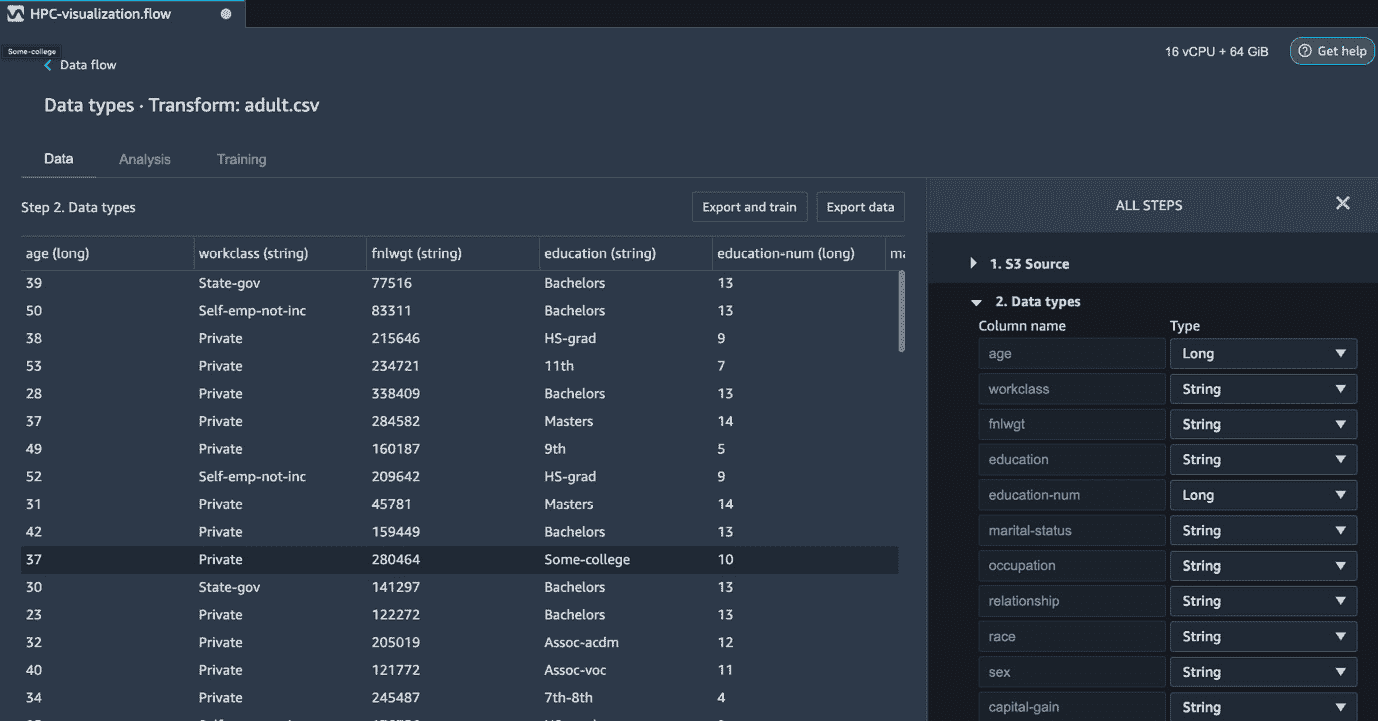 HPC-visualization.flow
Some-college
16 vCPU + 64 GiB
Get help
Data flow
Data types · Transform: adult.csv
Data Analysis Training
Step 2. Data types
Export and train Export data
age (long) workclass (string) fnlwgt (string) education (string) education-num (long) ma
39 State-gov 77516 Bachelors 13
50 Self-emp-not-inc 83311 Bachelors 13
38 Private 215646 HS-grad 9
53 Private 234721 11th 7
28 Private 338409 Bachelors 13
37 Private 284582 Masters 14
49 Private 160187 9th 5
52 Self-emp-not-inc 209642 HS-grad 9
31 Private 45781 Masters 14
42 Private 159449 Bachelors 13
37 Private 280464 Some-college 10
30 State-gov 141297 Bachelors 13
23 Private 122272 Bachelors 13
32 Private 205019 Assoc-acdm 12
40 Private 121772 Assoc-voc 11
34 Private 245487 7th-8th 4
ALL STEPS
1. S3 Source
2. Data types
Column name Type
age Long
workclass String
fnlwgt String
education String
education-num Long
marital-status String
occupation String
relationship String
race String
sex String
capital-gain String